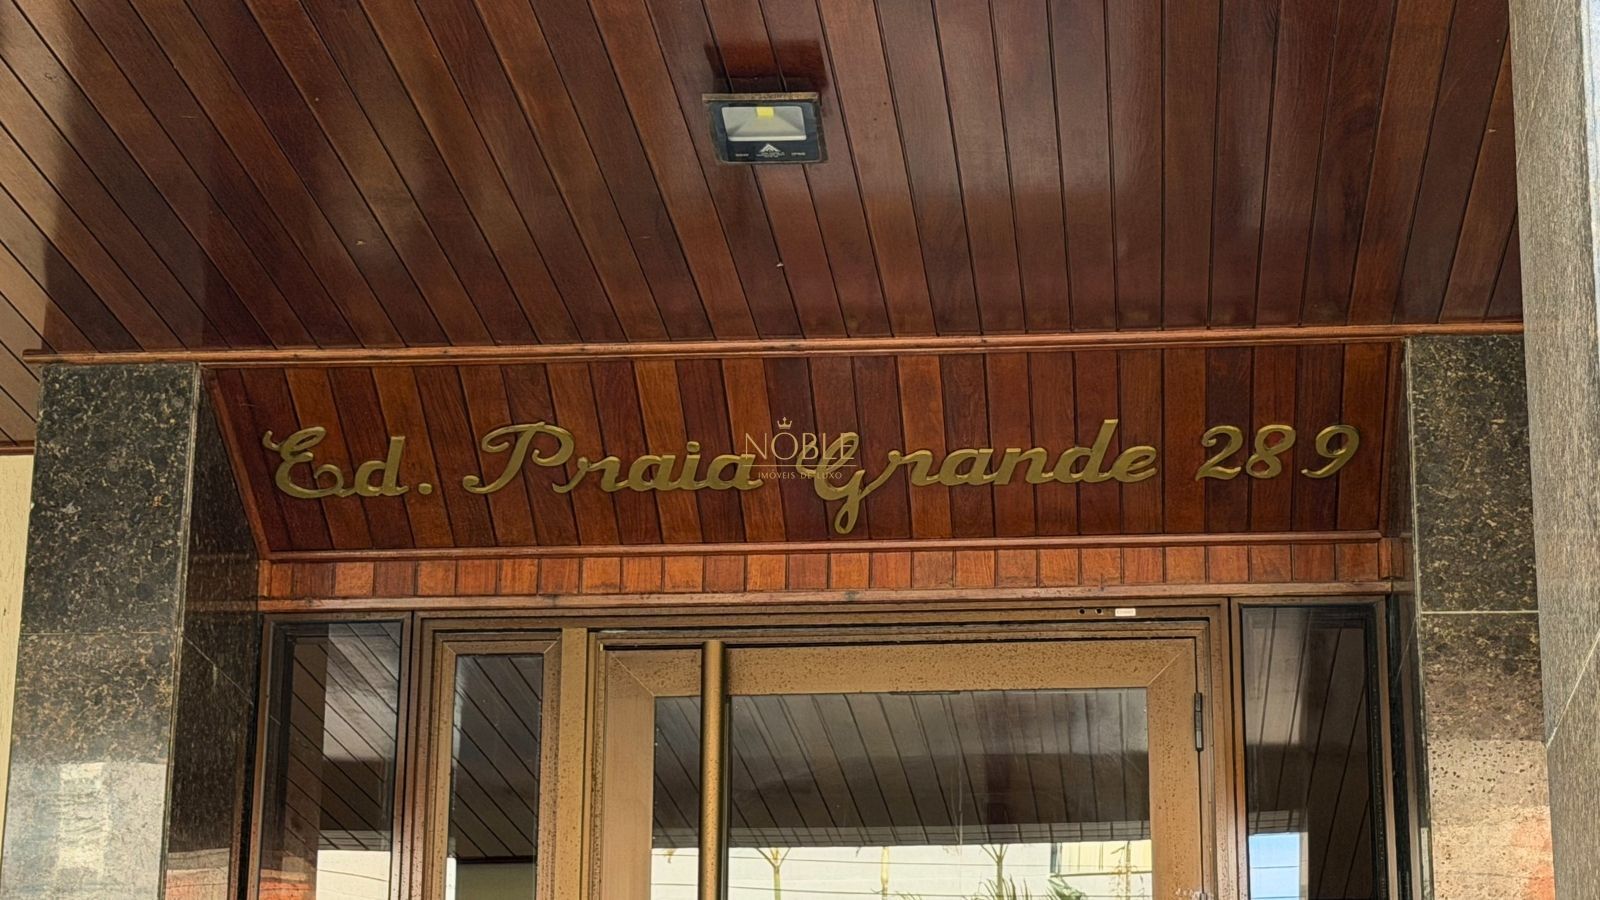 Ed. Praia Grande 289
NOBLE
IMÓVEIS DE LUXO